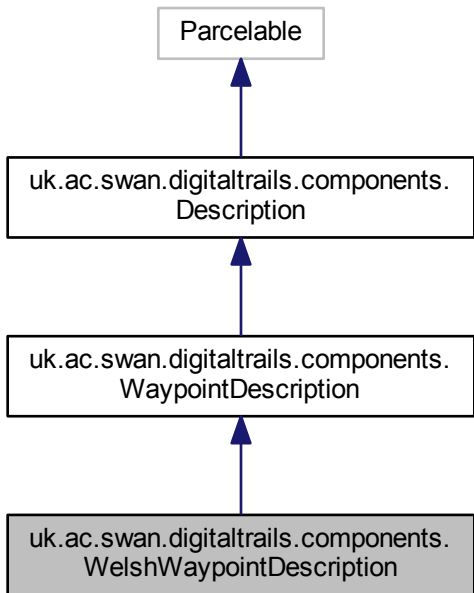 Parcelable
uk.ac.swan.digitaltrails.components.
Description
uk.ac.swan.digitaltrails.components.
WaypointDescription
uk.ac.swan.digitaltrails.components.
WelshWaypointDescription